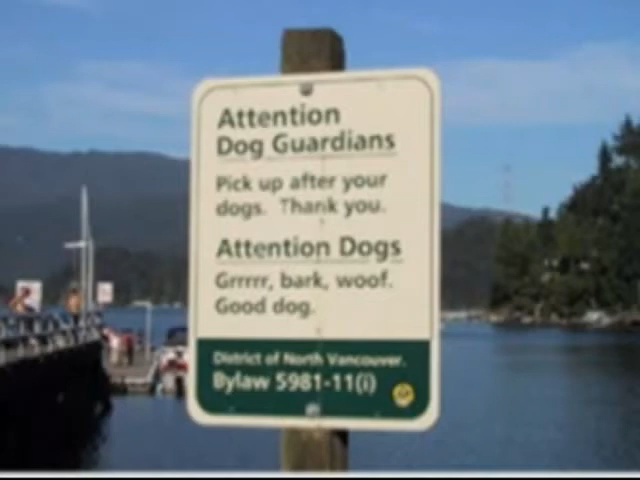 Attention
Dog Guardians
Pick up after your
dogs. Thank you.
Attention Dogs
Grrrrr, bark, woof.
Good dog.
District of North Vancouver.
Bylaw 5981-11(i)